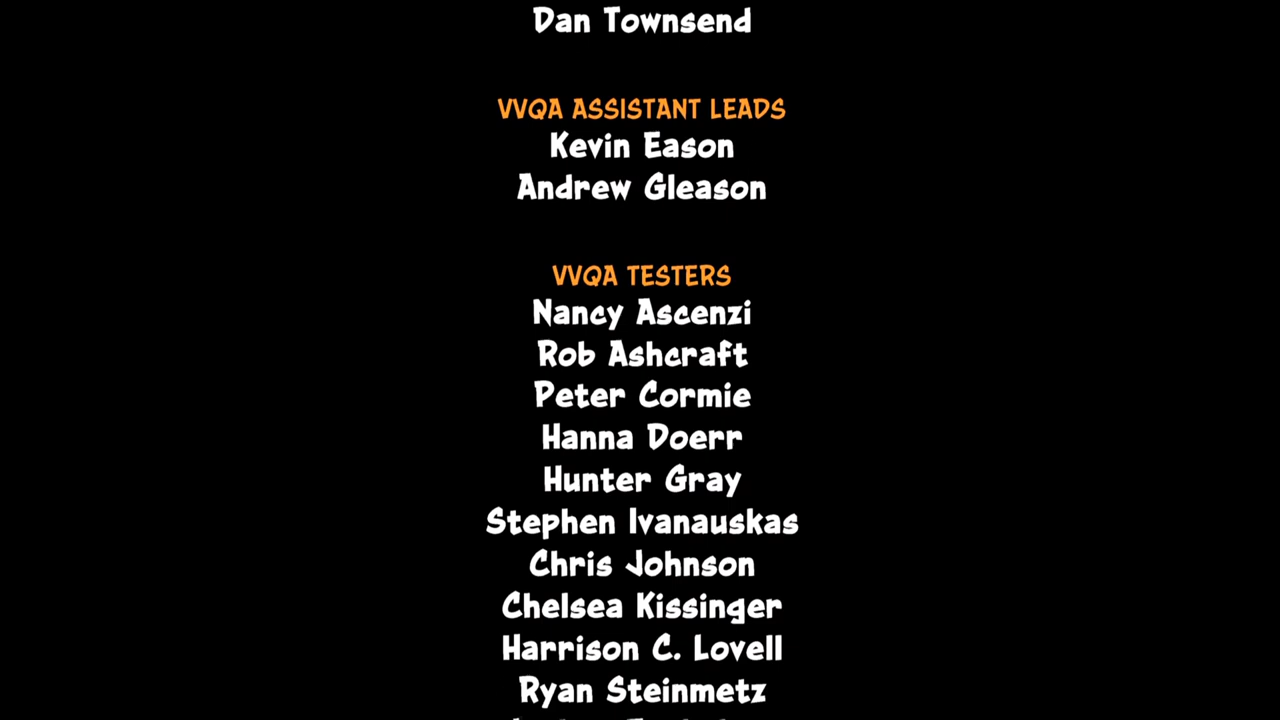 Dan Townsend
VVQA ASSISTANT LEADS
Kevin Eason
Andrew Gleason
VVQA TESTERS
Nancy Ascenzi
Rob Ashcraft
Peter Cormie
Hanna Doerr
Hunter Gray
Stephen Ivanauskas
Chris Johnson
Chelsea Kissinger
Harrison C. Lovell
Ryan Steinmetz